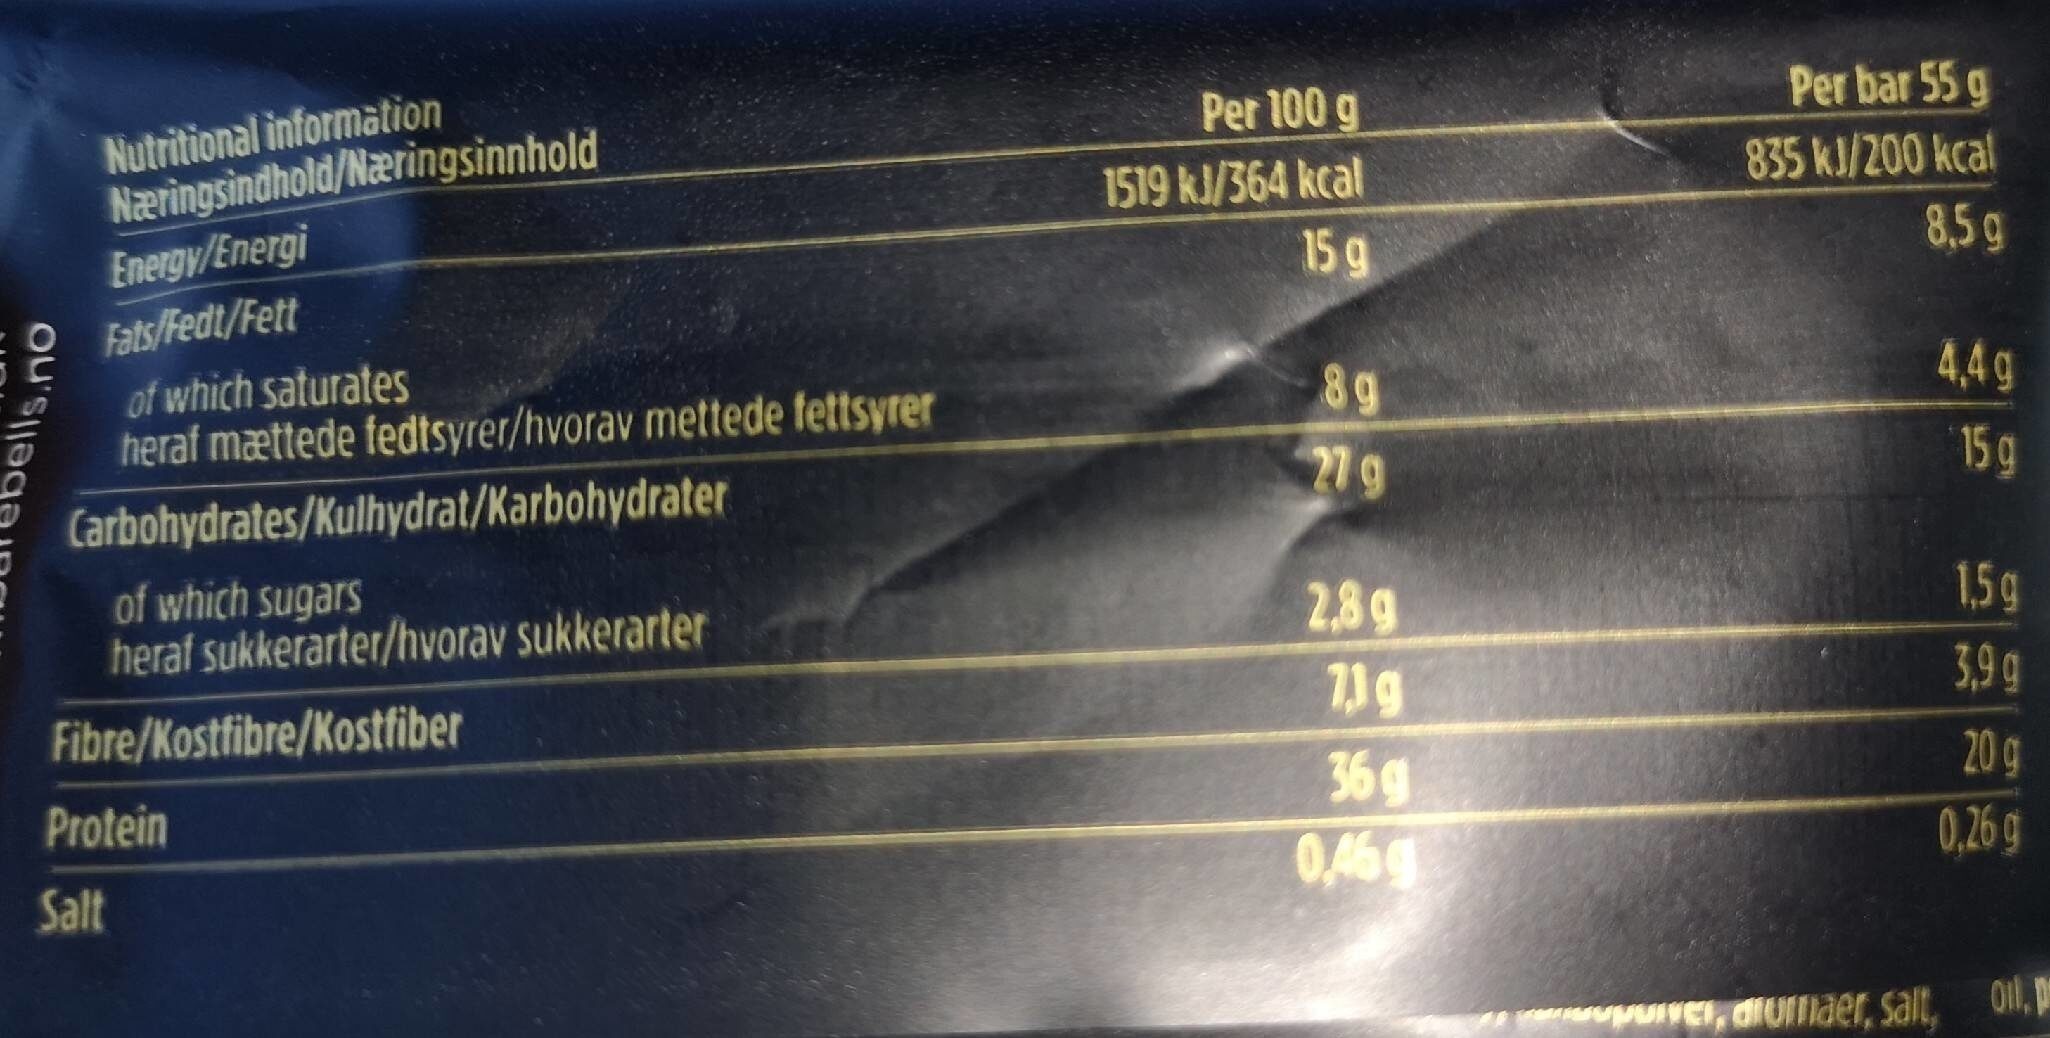 Nutritional information
Næringsindhold/Næringsinnhold Per 100 g Per bar 55 g
Energy/Energi 1519 kJ/364 kcal 835 kJ/200 kcal
Fats/Fedt/Fett 15 g 8,5 g
of which saturates
heraf mættede fedtsyrer/hvorav mettede fettsyrer 8 g 4,4 g
Carbohydrates/Kulhydrat/Karbohydrater 27 g 15 g
of which sugars
heraf sukkerarter/hvorav sukkerarter 2,8 g 1,5 g
Fibre/Kostfibre/Kostfiber 7,1 g 3,9 g
Protein 36 g 20 g
Salt 0,46 g 0,26 g
aromaer, salt,
oil,